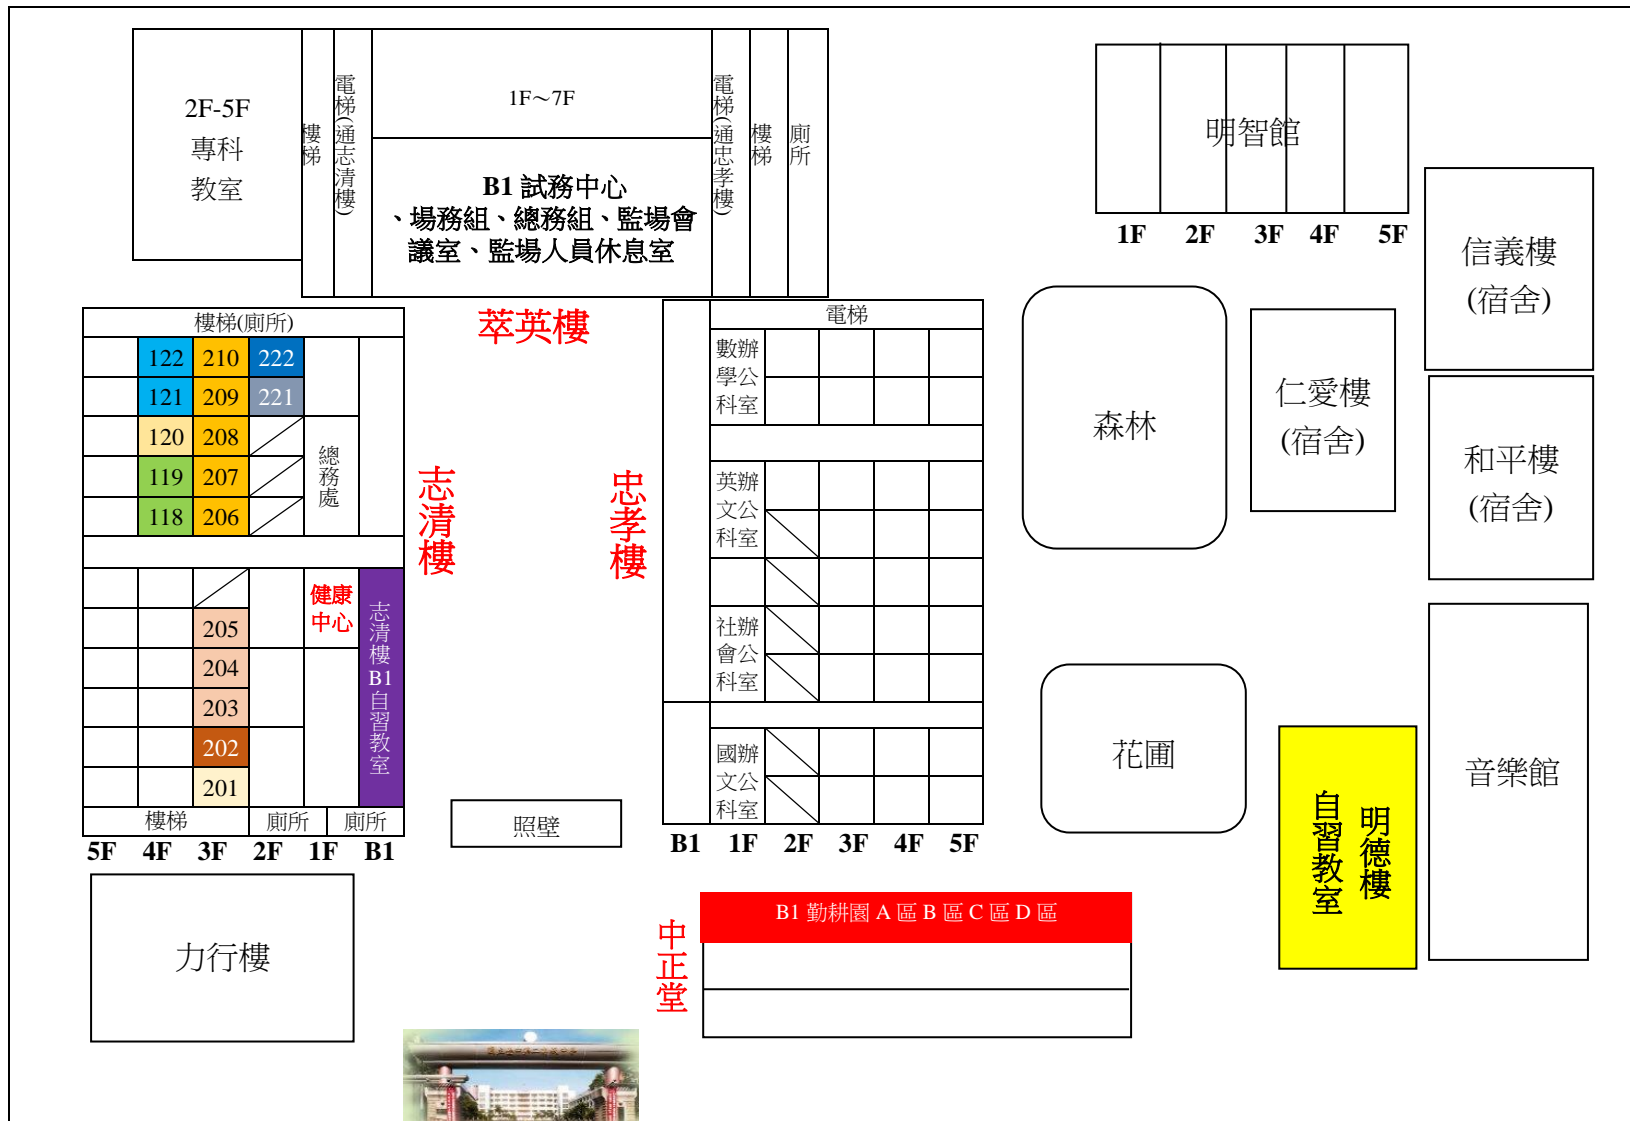 2F-5F
專科
教室
樓梯
電梯(通志清樓)
1F～7F
B1 試務中心
、場務組、總務組、監場會
議室、監場人員休息室
電梯(通忠孝樓)
樓梯
廁所
萃英樓
明智館
1F 2F 3F 4F 5F
信義樓
(宿舍)
和平樓
(宿舍)
仁愛樓
(宿舍)
森林
花圃
音樂館
明德樓
自習教室
樓梯(廁所)
122 210 222
121 209 221
120 208
119 207
118 206
總務處
健康
中心
205
204
203
202
201
志清樓B1自習教室
樓梯 廁所 廁所
5F 4F 3F 2F 1F B1
志清樓
忠孝樓
電梯
數學科
辦公室
英文科
辦公室
社會科
辦公室
國文科
辦公室
B1 1F 2F 3F 4F 5F
照壁
力行樓
中正堂
B1 勤耕園 A 區 B 區 C 區 D 區